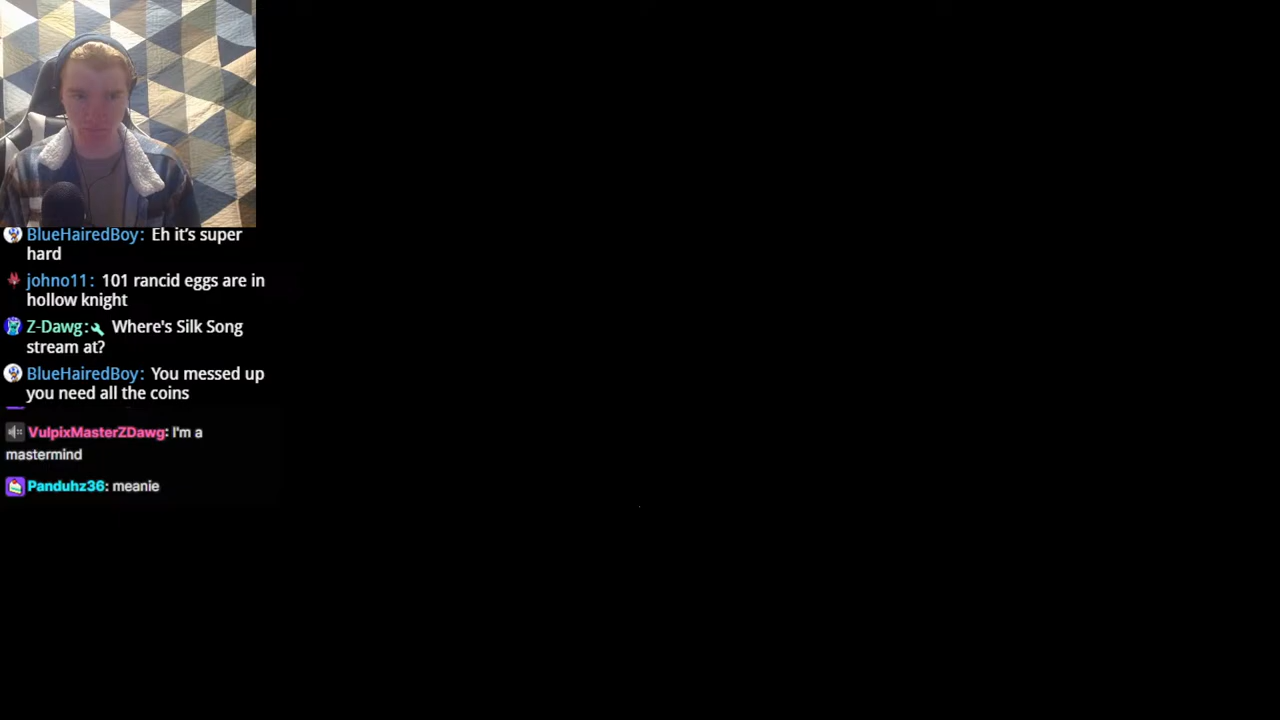 BlueHairedBoy: Eh it's super
hard
johno11: 101 rancid eggs are in
hollow knight
Z-Dawg: Where's Silk Song
stream at?
BlueHairedBoy: You messed up
you need all the coins
VulpixMasterZDawg: I'm a
mastermind
Panduhz36: meanie